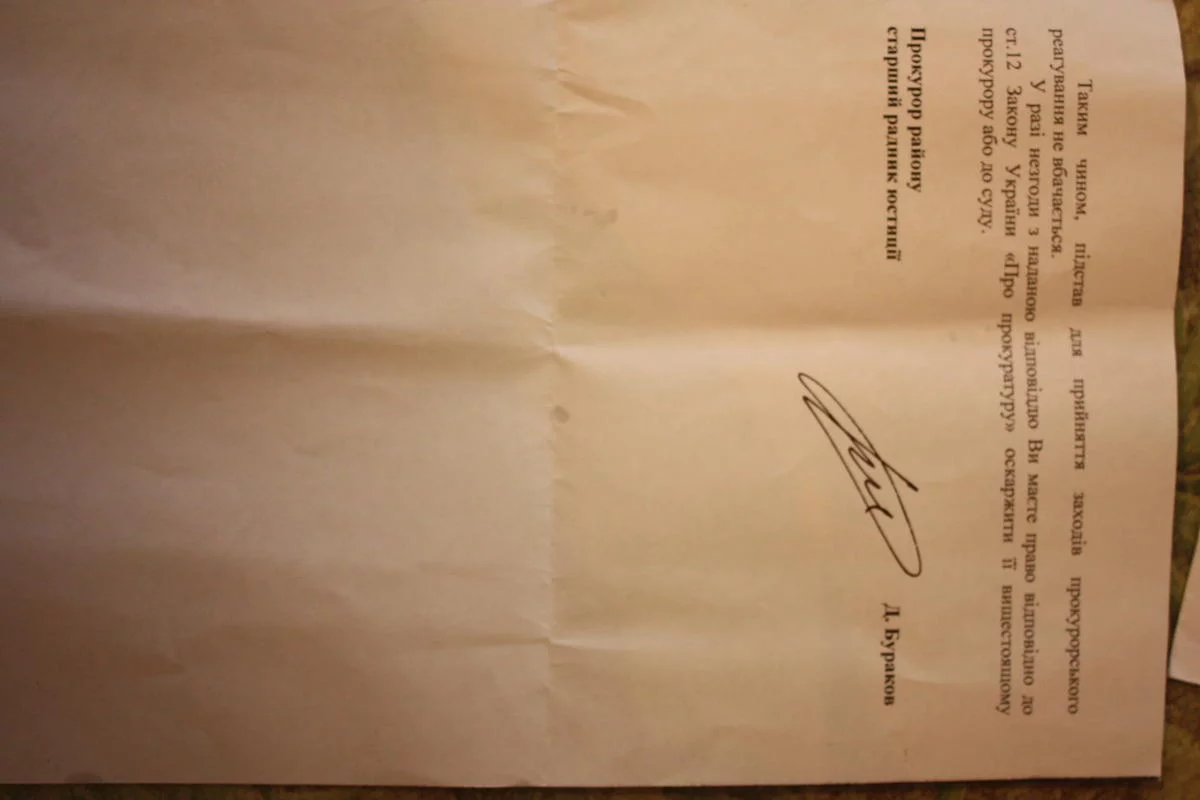 Таким чином, підстав для прийняття заходів прокурорського
реагування не вбачається.
У разі незгоди з наданою відповіддю Ви маєте право відповідно до
ст.12 Закону України «Про прокуратуру» оскаржити її вищестоящому
прокурору або до суду.
Прокурор району
старший радник юстиції
Д. Бураков